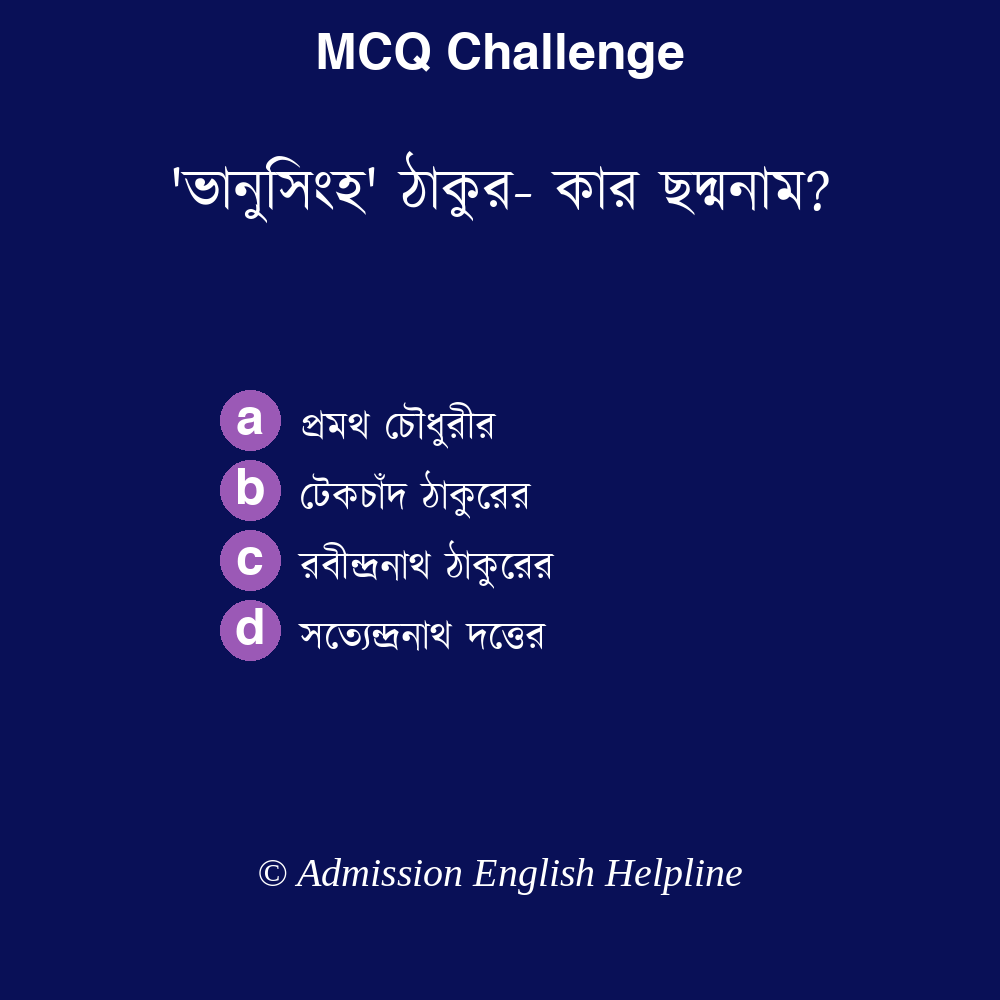 MCQ Challenge
'ভানুসিংহ' ঠাকুর- কার ছদ্মনাম?
a প্রমথ চৌধুরীর
b টেকচাঁদ ঠাকুরের
c রবীন্দ্রনাথ ঠাকুরের
d সত্যেন্দ্রনাথ দত্তের
© Admission English Helpline